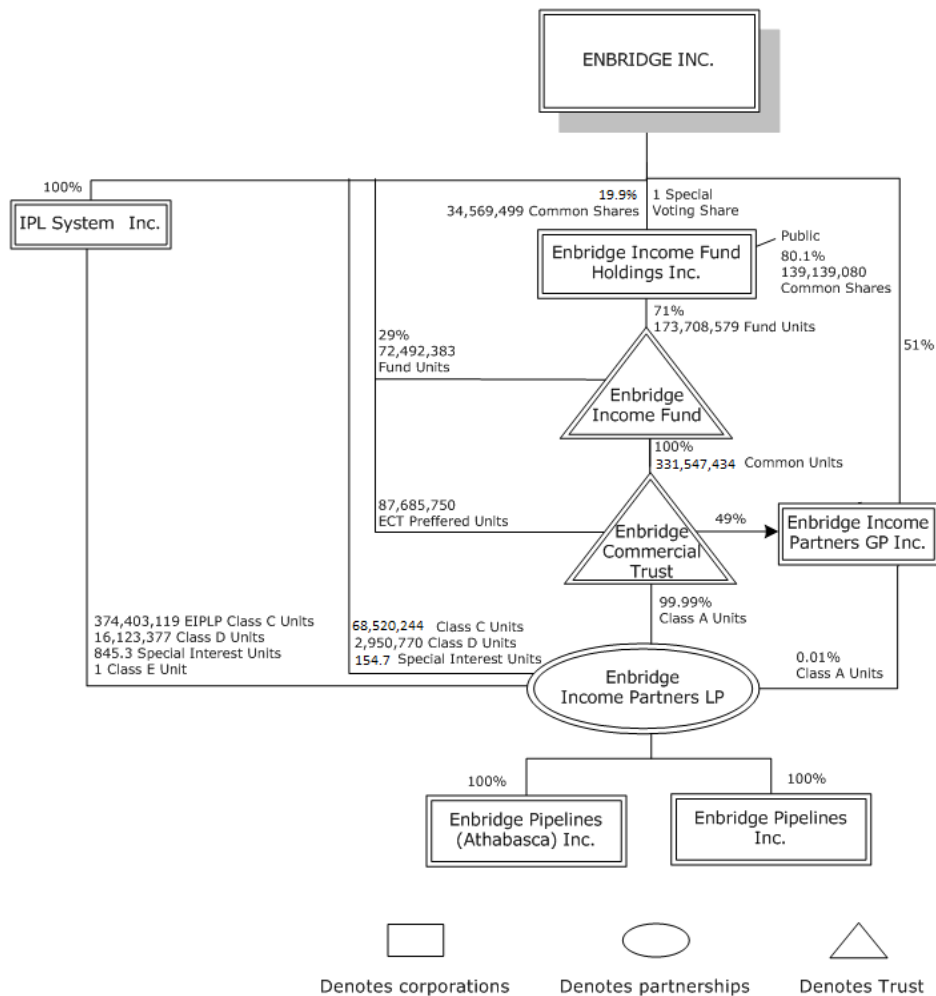 ENBRIDGE INC.
100%
IPL System Inc.
19.9%
34,569,499 Common Shares
1 Special
Voting Share
Enbridge Income Fund
Holdings Inc.
Public
80.1%
139,139,080
Common Shares
71%
173,708,579 Fund Units
29%
72,492,383
Fund Units
51%
Enbridge
Income Fund
100%
331,547,434 Common Units
87,685,750
ECT Preffered Units
Enbridge
Commercial
Trust
49%
Enbridge Income
Partners GP Inc.
374,403,119 EIPLP Class C Units
16,123,377 Class D Units
845.3 Special Interest Units
1 Class E Unit
68,520,244 Class C Units
2,950,770 Class D Units
154.7 Special Interest Units
99.99%
Class A Units
0.01%
Class A Units
Enbridge
Income Partners LP
100%
100%
Enbridge Pipelines
(Athabasca) Inc.
Enbridge Pipelines
Inc.
Denotes corporations
Denotes partnerships
Denotes Trust